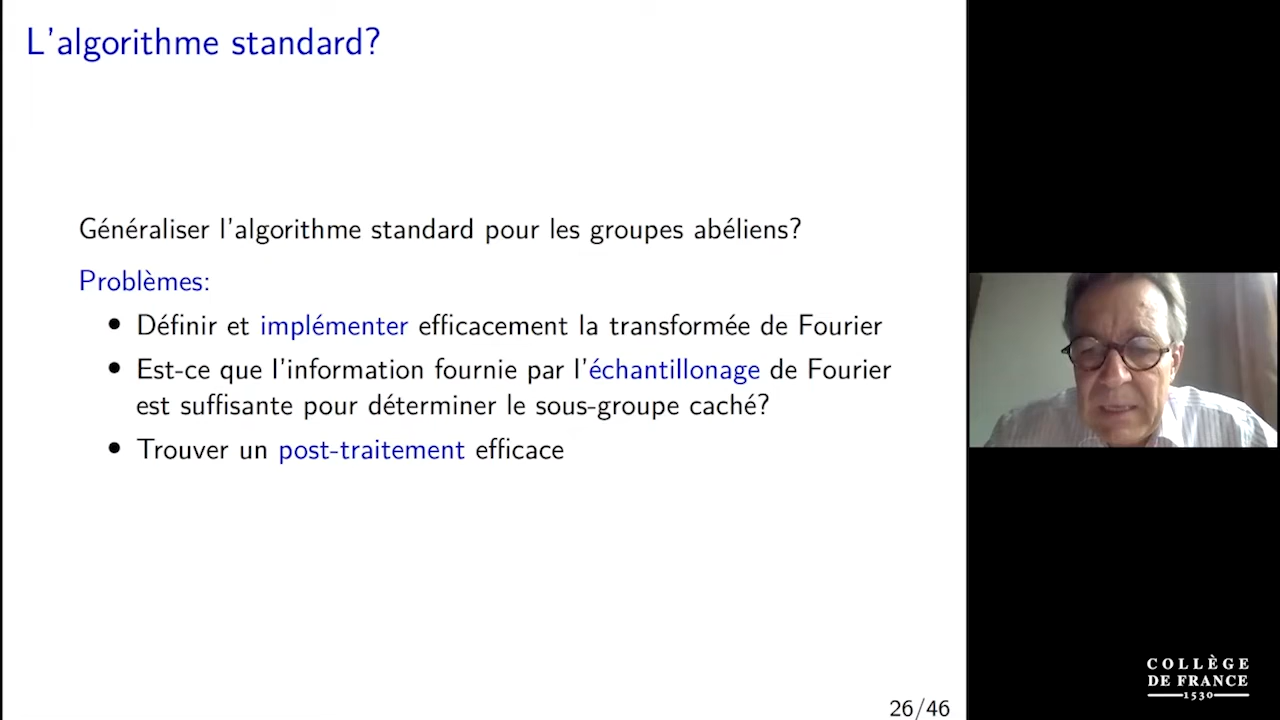 L'algorithme standard?
Généraliser l'algorithme standard pour les groupes abéliens?
Problèmes:
• Définir et implémenter efficacement la transformée de Fourier
• Est-ce que l'information fournie par l'échantillonage de Fourier
est suffisante pour déterminer le sous-groupe caché?
• Trouver un post-traitement efficace
26/46
COLLÈGE
DE FRANCE
1530